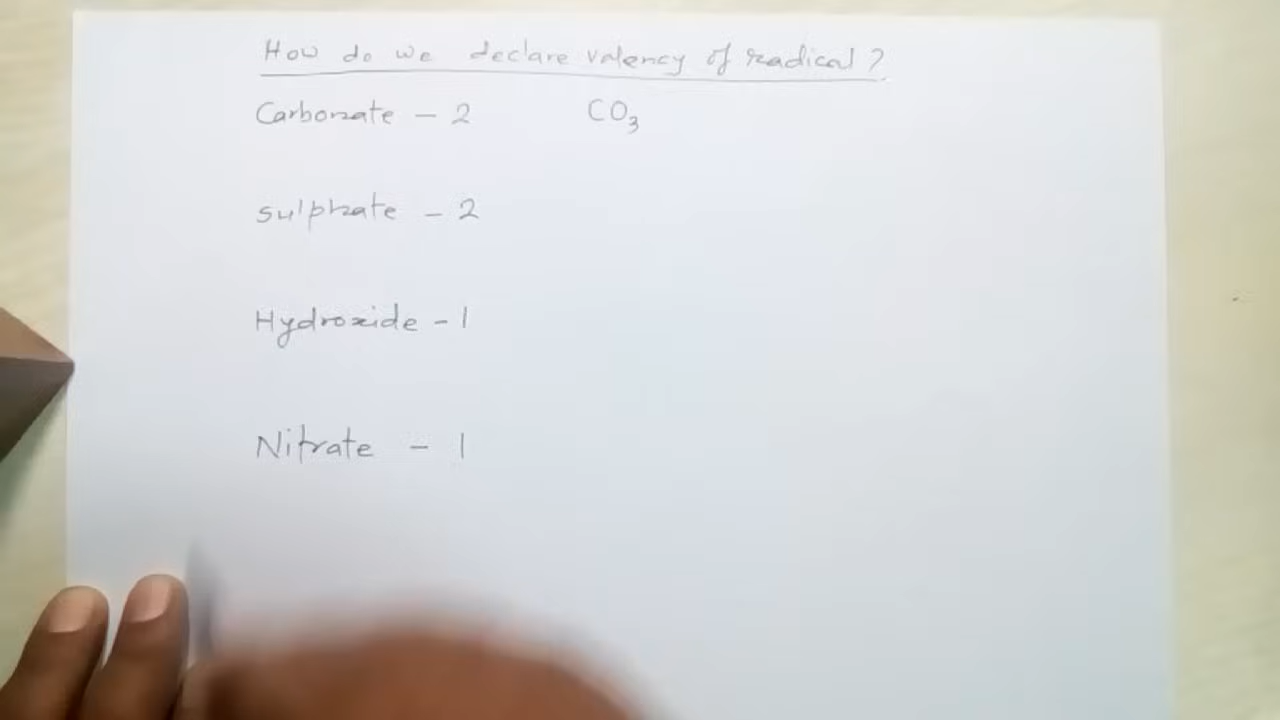 How do we declare valency of radical?
Carbonate - 2 CO₃
sulphate - 2
Hydroxide - 1
Nitrate - 1